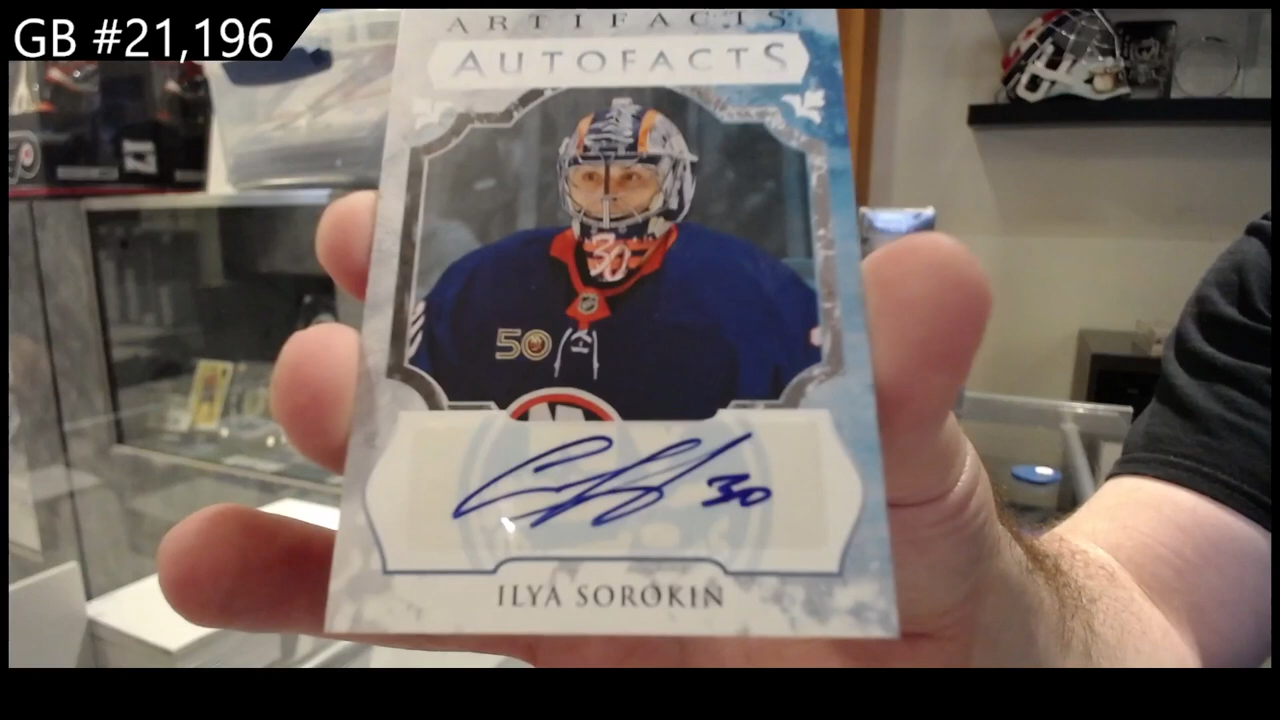 GB #21,196
ARTIFACTS
AUTOFACTS
30
50
30
ILYA SOROKIN